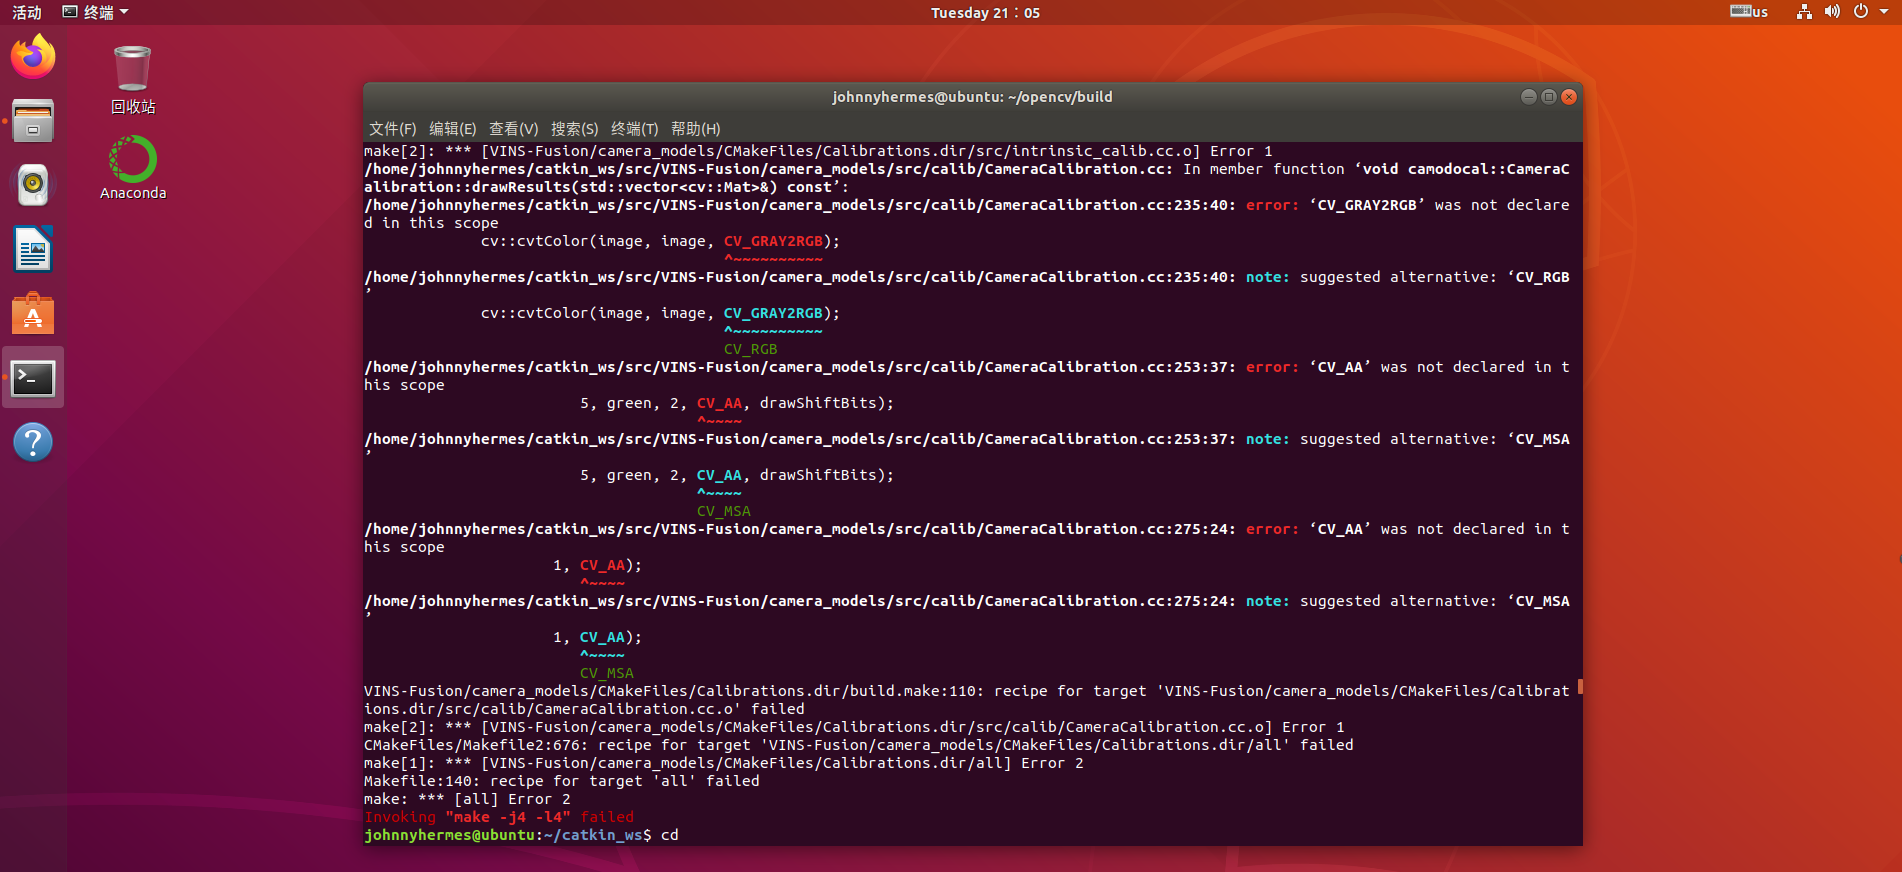 活动 终端 Tuesday 21：05 us
回收站
Anaconda
johnnyhermes@ubuntu: ~/opencv/build
文件(F) 编辑(E) 查看(V) 搜索(S) 终端(T) 帮助(H)
make[2]: *** [VINS-Fusion/camera_models/CMakeFiles/Calibrations.dir/src/intrinsic_calib.cc.o] Error 1
/home/johnnyhermes/catkin_ws/src/VINS-Fusion/camera_models/src/calib/CameraCalibration.cc: In member function ‘void camodocal::CameraC
alibration::drawResults(std::vector<cv::Mat>&) const’:
/home/johnnyhermes/catkin_ws/src/VINS-Fusion/camera_models/src/calib/CameraCalibration.cc:235:40: error: ‘CV_GRAY2RGB’ was not declare
d in this scope
cv::cvtColor(image, image, CV_GRAY2RGB);
^~~~~~~~~~~
/home/johnnyhermes/catkin_ws/src/VINS-Fusion/camera_models/src/calib/CameraCalibration.cc:235:40: note: suggested alternative: ‘CV_RGB
’
cv::cvtColor(image, image, CV_GRAY2RGB);
^~~~~~~~~~~
CV_RGB
/home/johnnyhermes/catkin_ws/src/VINS-Fusion/camera_models/src/calib/CameraCalibration.cc:253:37: error: ‘CV_AA’ was not declared in t
his scope
5, green, 2, CV_AA, drawShiftBits);
^~~~~
/home/johnnyhermes/catkin_ws/src/VINS-Fusion/camera_models/src/calib/CameraCalibration.cc:253:37: note: suggested alternative: ‘CV_MSA
’
5, green, 2, CV_AA, drawShiftBits);
^~~~~
CV_MSA
/home/johnnyhermes/catkin_ws/src/VINS-Fusion/camera_models/src/calib/CameraCalibration.cc:275:24: error: ‘CV_AA’ was not declared in t
his scope
1, CV_AA);
^~~~~
/home/johnnyhermes/catkin_ws/src/VINS-Fusion/camera_models/src/calib/CameraCalibration.cc:275:24: note: suggested alternative: ‘CV_MSA
’
1, CV_AA);
^~~~~
CV_MSA
VINS-Fusion/camera_models/CMakeFiles/Calibrations.dir/build.make:110: recipe for target 'VINS-Fusion/camera_models/CMakeFiles/Calibrat
ions.dir/src/calib/CameraCalibration.cc.o' failed
make[2]: *** [VINS-Fusion/camera_models/CMakeFiles/Calibrations.dir/src/calib/CameraCalibration.cc.o] Error 1
CMakeFiles/Makefile2:676: recipe for target 'VINS-Fusion/camera_models/CMakeFiles/Calibrations.dir/all' failed
make[1]: *** [VINS-Fusion/camera_models/CMakeFiles/Calibrations.dir/all] Error 2
Makefile:140: recipe for target 'all' failed
make: *** [all] Error 2
Invoking "make -j4 -l4" failed
johnnyhermes@ubuntu:~/catkin_ws$ cd